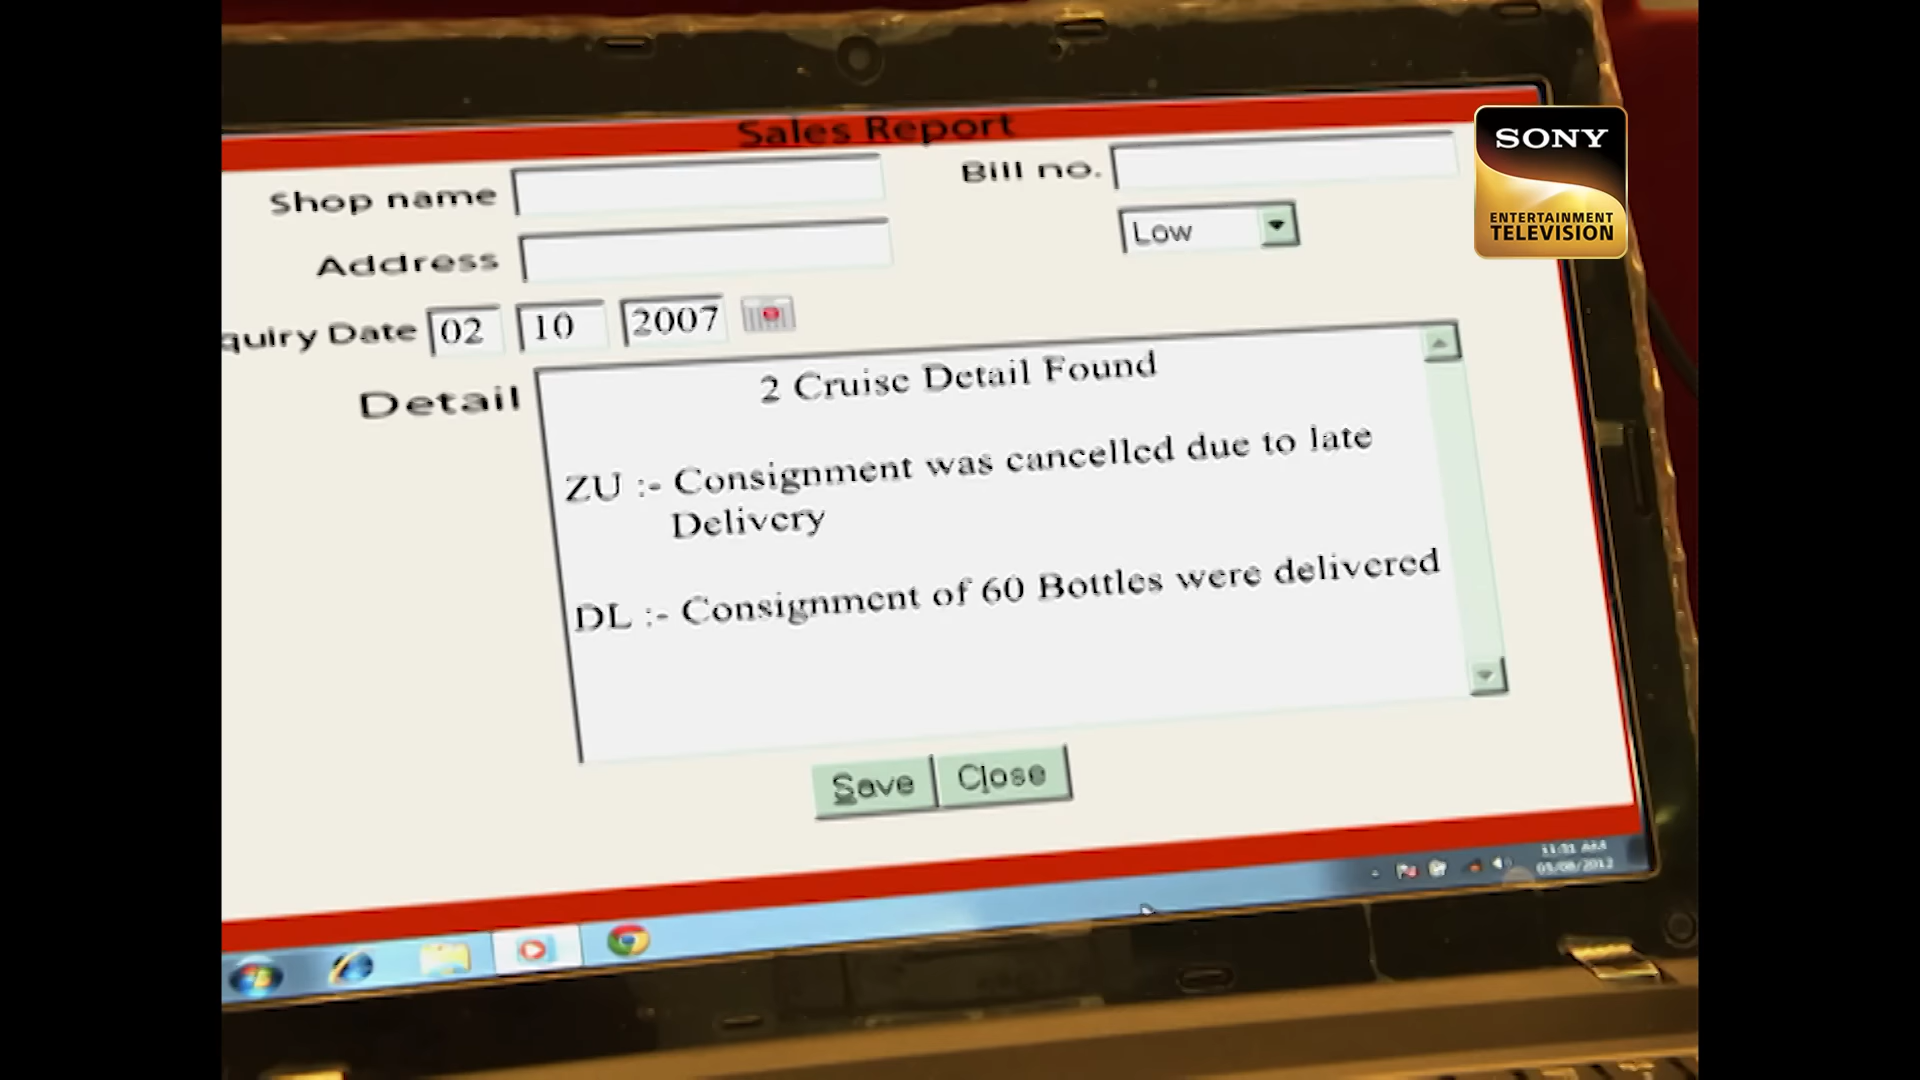 Sales Report
Shop name
Bill no.
Low
Address
quiry Date 02 10 2007
Detail
2 Cruise Detail Found
ZU :- Consignment was cancelled due to late
Delivery
DL :- Consignment of 60 Bottles were delivered
Save Close
SONY
ENTERTAINMENT
TELEVISION